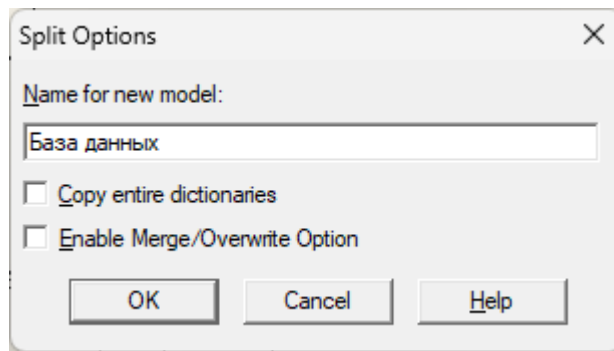 Split Options
Name for new model:
База данных
Copy entire dictionaries
Enable Merge/Overwrite Option
OK Cancel Help